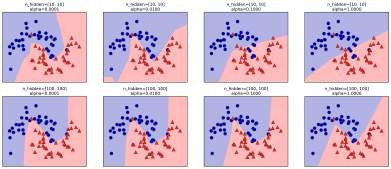 n_hidden=[10, 10]
alpha=0.0001
n_hidden=[10, 10]
alpha=0.0100
n_hidden=[10, 10]
alpha=0.1000
n_hidden=[10, 10]
alpha=1.0000
n_hidden=[100, 100]
alpha=0.0001
n_hidden=[100, 100]
alpha=0.0100
n_hidden=[100, 100]
alpha=0.1000
n_hidden=[100, 100]
alpha=1.0000